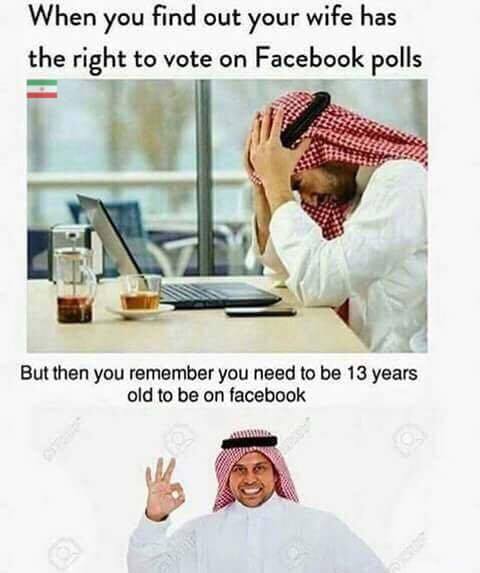 When you find out your wife has
the right to vote on Facebook polls
But then you remember you need to be 13 years
old to be on facebook